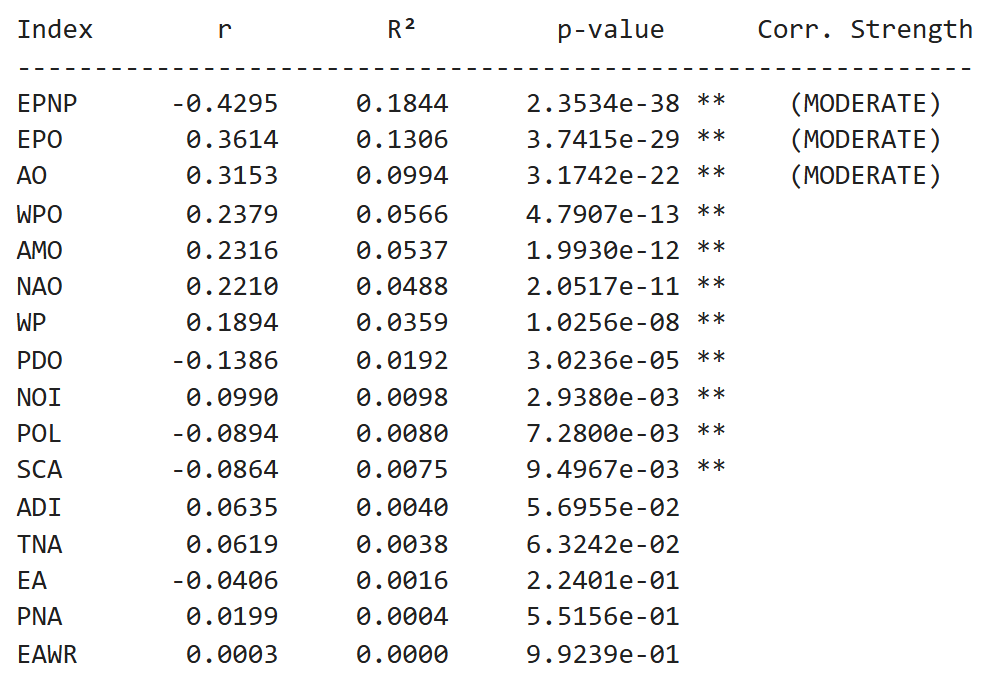 Index r R² p-value Corr. Strength
--------------------------------------------------------------
EPNP -0.4295 0.1844 2.3534e-38 ** (MODERATE)
EPO 0.3614 0.1306 3.7415e-29 ** (MODERATE)
AO 0.3153 0.0994 3.1742e-22 ** (MODERATE)
WPO 0.2379 0.0566 4.7907e-13 **
AMO 0.2316 0.0537 1.9930e-12 **
NAO 0.2210 0.0488 2.0517e-11 **
WP 0.1894 0.0359 1.0256e-08 **
PDO -0.1386 0.0192 3.0236e-05 **
NOI 0.0990 0.0098 2.9380e-03 **
POL -0.0894 0.0080 7.2800e-03 **
SCA -0.0864 0.0075 9.4967e-03 **
ADI 0.0635 0.0040 5.6955e-02
TNA 0.0619 0.0038 6.3242e-02
EA -0.0406 0.0016 2.2401e-01
PNA 0.0199 0.0004 5.5156e-01
EAWR 0.0003 0.0000 9.9239e-01